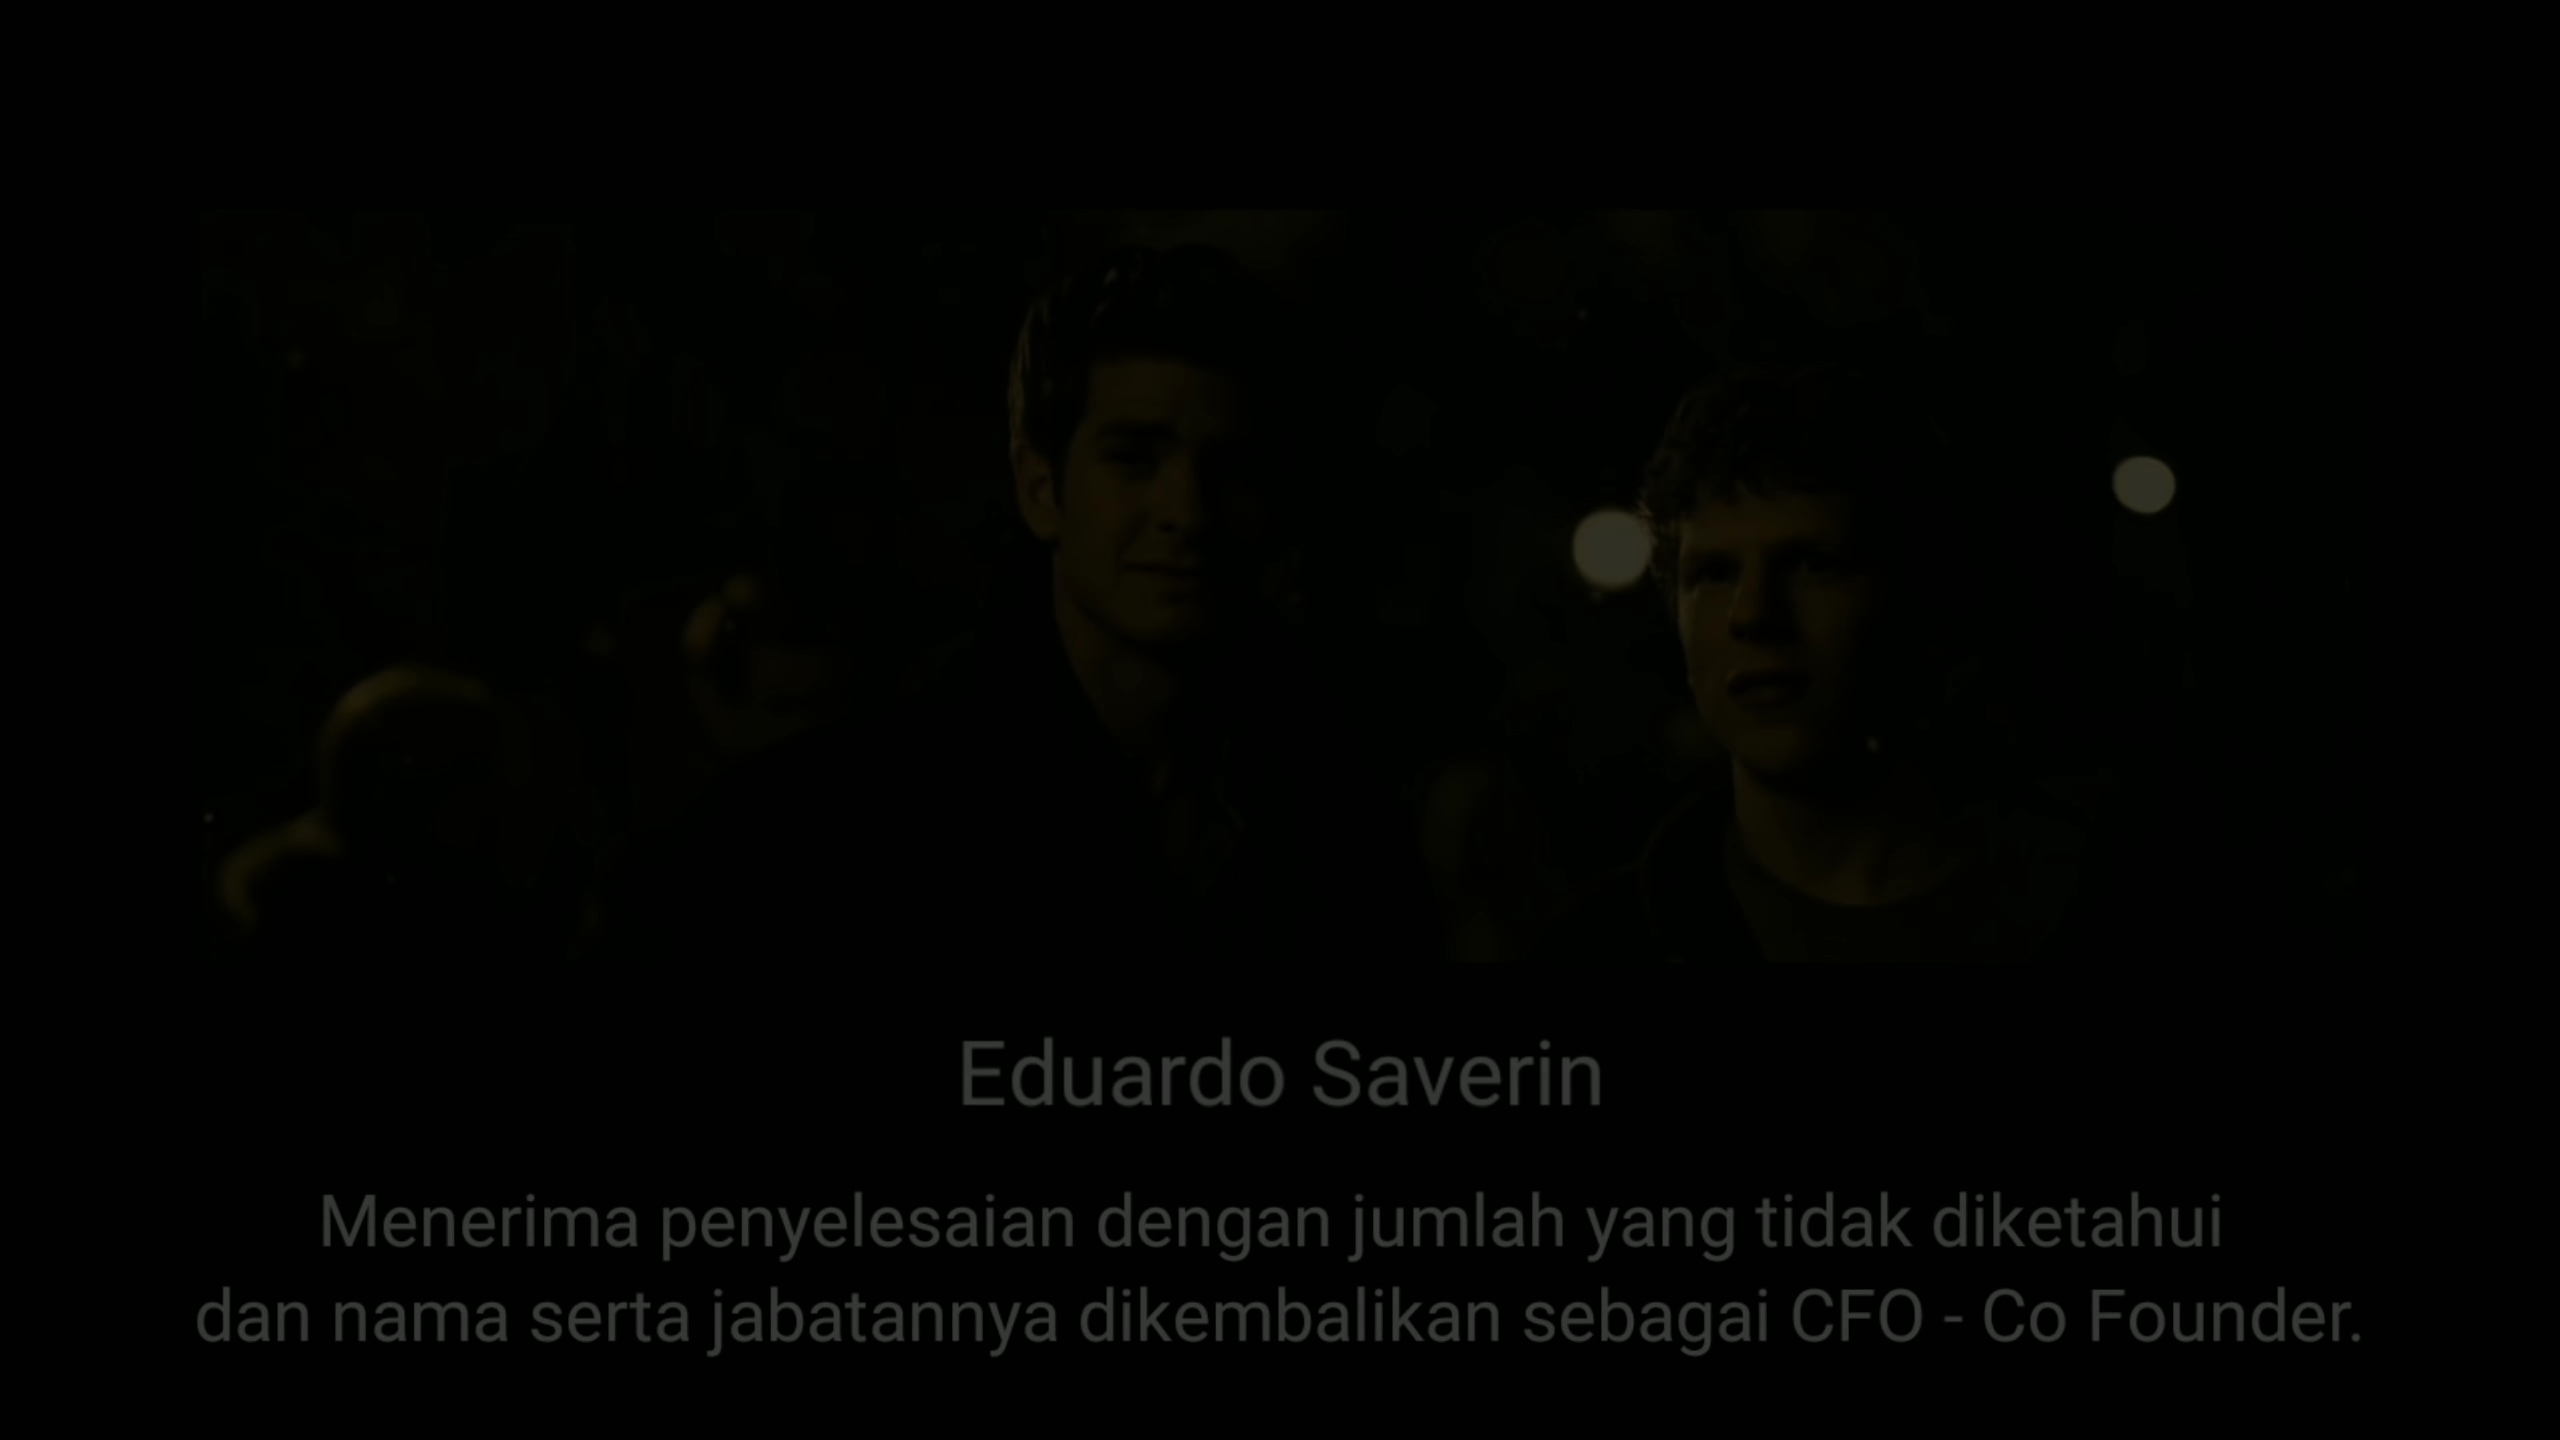 Eduardo Saverin
Menerima penyelesaian dengan jumlah yang tidak diketahui
dan nama serta jabatannya dikembalikan sebagai CFO - Co Founder.